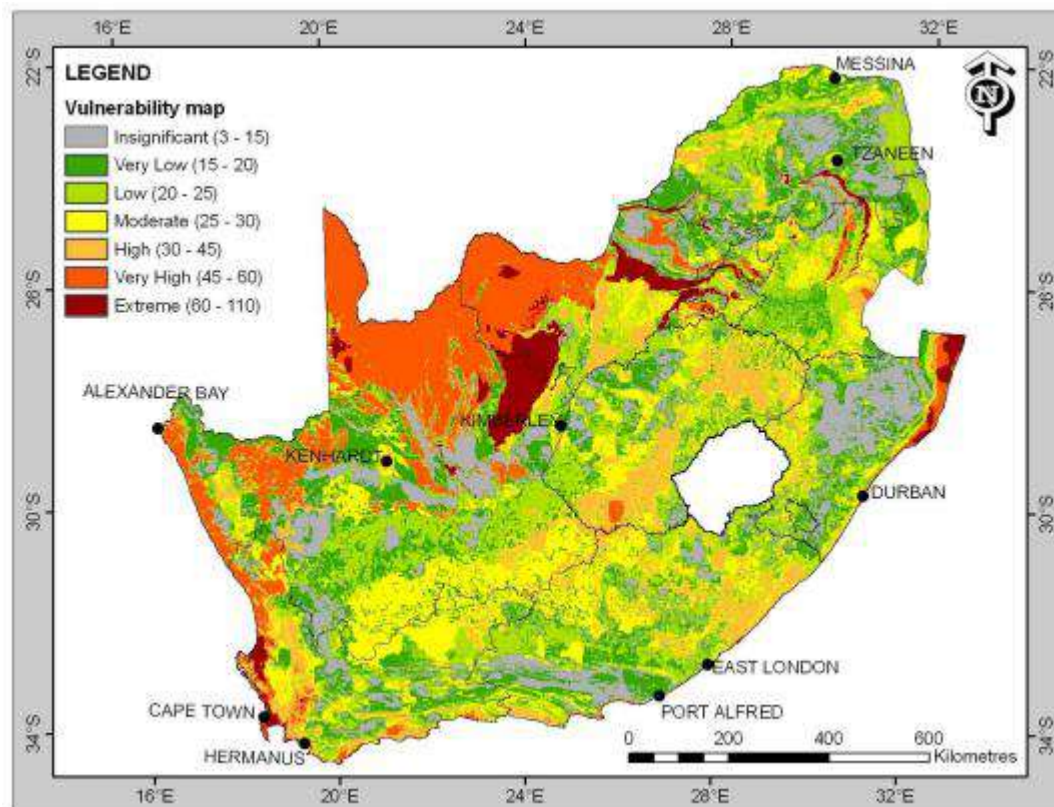 16°E 20°E 24°E 28°E 32°E
22°S 22°S
LEGEND
Vulnerability map
Insignificant (3 - 15)
Very Low (15 - 20)
Low (20 - 25)
Moderate (25 - 30)
High (30 - 45)
Very High (45 - 60)
Extreme (60 - 110)
MESSINA
N
TZANEEN
26°S 26°S
ALEXANDER BAY
KIMBERLEY
KENHARDT
DURBAN
30°S 30°S
EAST LONDON
CAPE TOWN
PORT ALFRED
HERMANUS
34°S 34°S
0 200 400 600
Kilometres
16°E 20°E 24°E 28°E 32°E